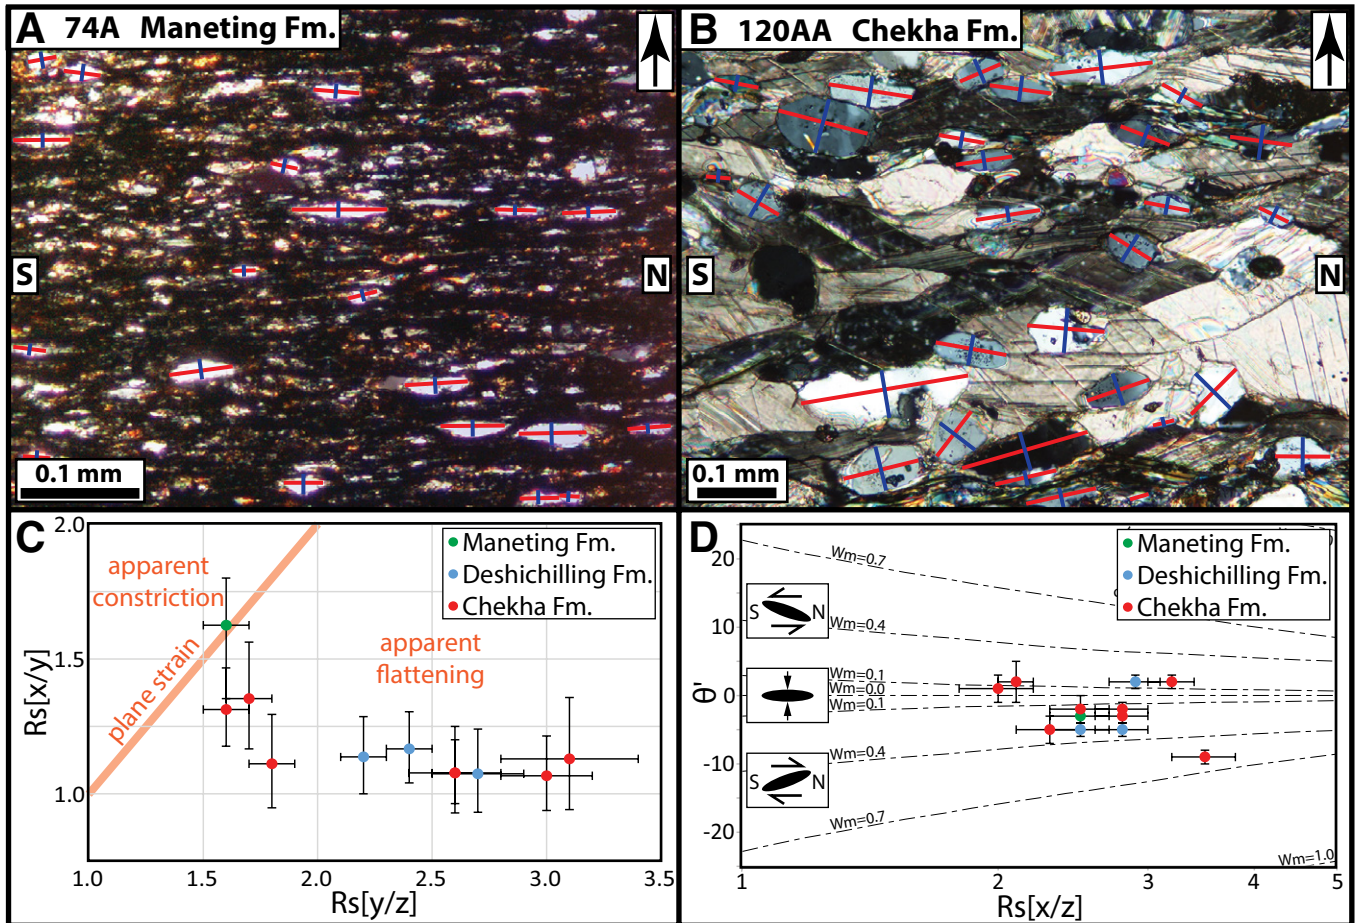 A 74A Maneting Fm.
S
N
0.1 mm
B 120AA Chekha Fm.
S
N
0.1 mm
C
2.0
1.5
1.0
Rs[x/y]
apparent
constriction
plane strain
apparent
flattening
Maneting Fm.
Deshichilling Fm.
Chekha Fm.
1.0 1.5 2.0 2.5 3.0 3.5
Rs[y/z]
D
20
10
0
-10
-20
θ'
Wm=0.7
Wm=0.4
Wm=0.1
Wm=0.0
Wm=0.1
Wm=0.4
Wm=0.7
Wm=1.0
S N
S N
Maneting Fm.
Deshichilling Fm.
Chekha Fm.
1 2 3 4 5
Rs[x/z]